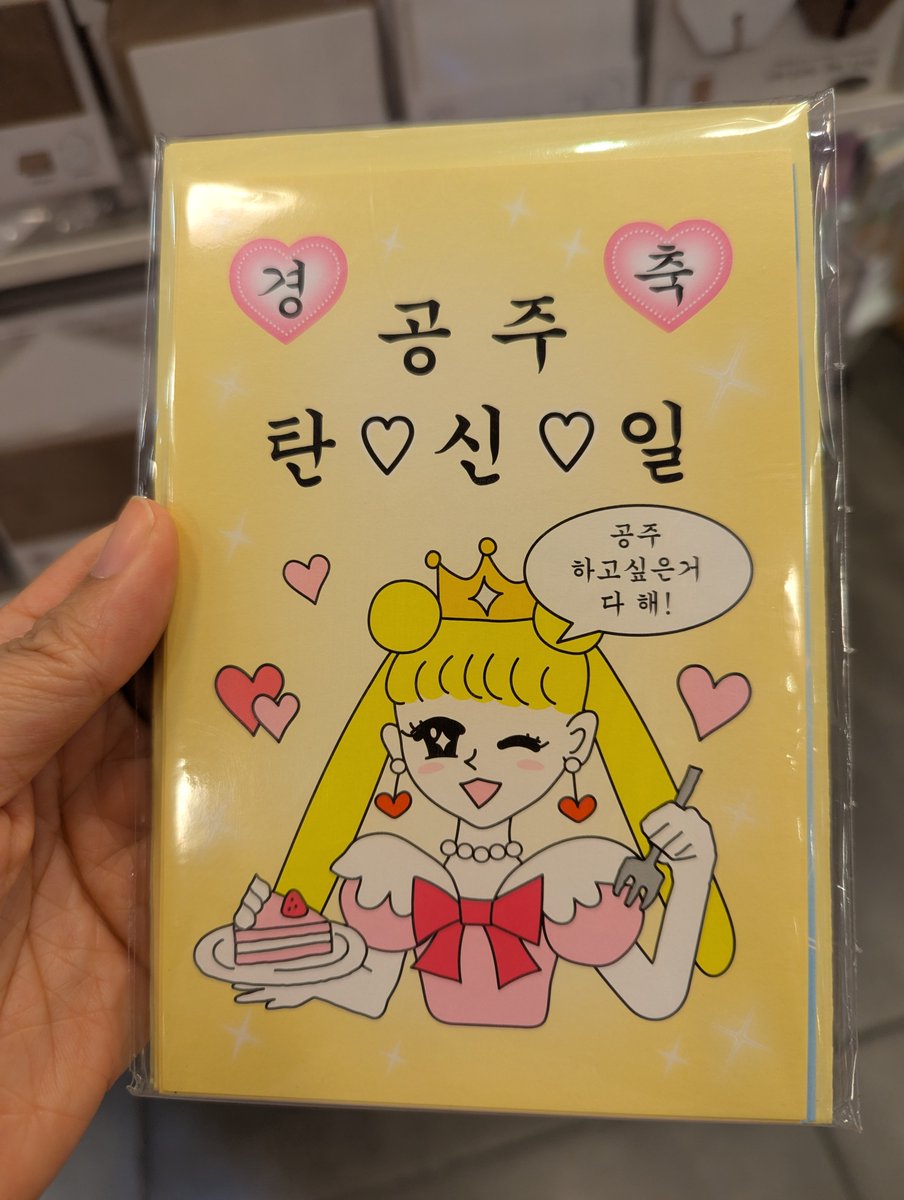 경 축
공 주
탄♡신♡일
공주
하고싶은거
다 해!